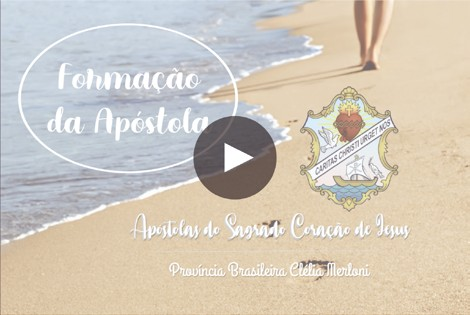 Formação
da Apóstola
CARITAS CHRISTI URGET NOS
Apóstolas do Sagrado Coração de Jesus
Província Brasileira Clélia Merloni